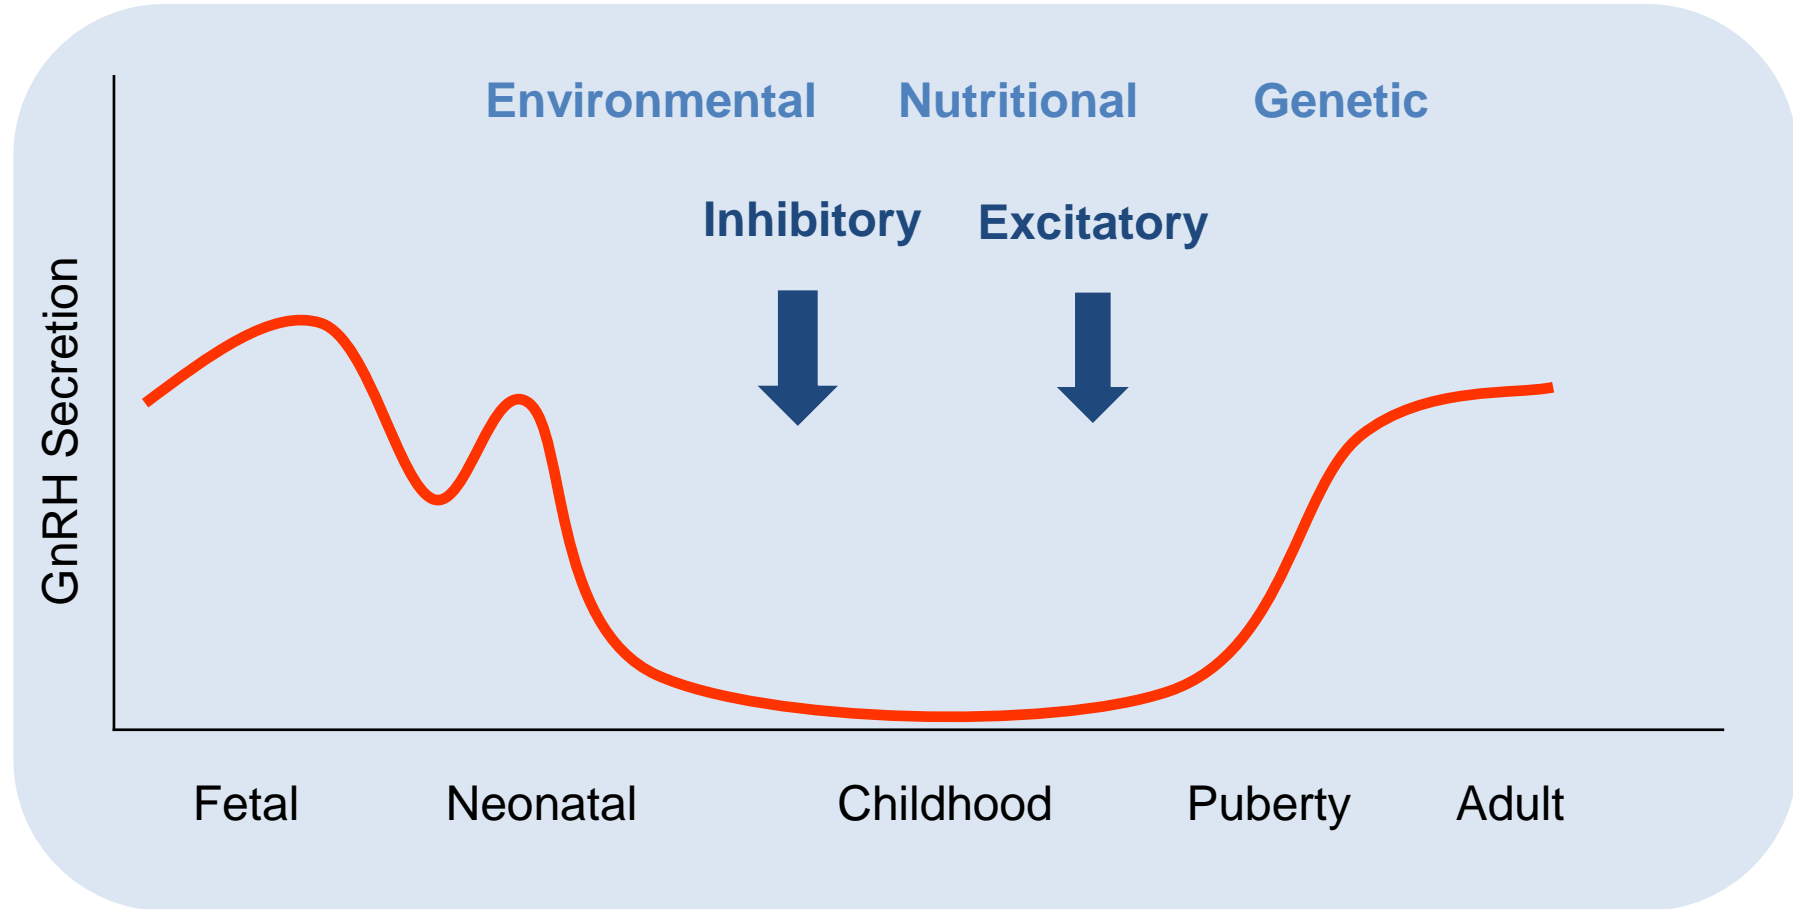 Environmental Nutritional Genetic
Inhibitory Excitatory
GnRH Secretion
Fetal Neonatal Childhood Puberty Adult